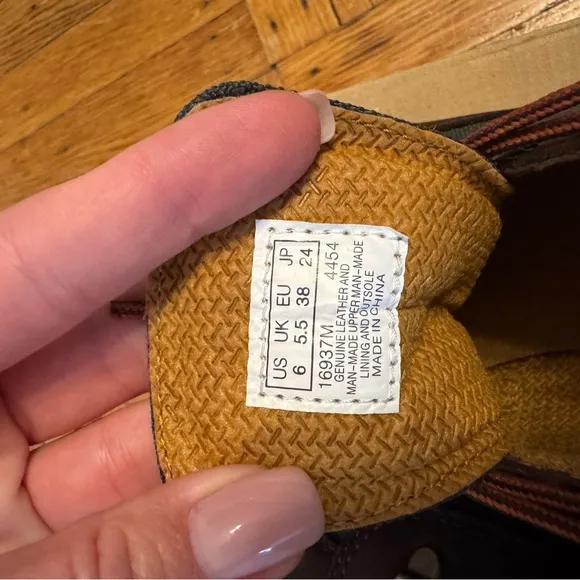 US UK EU JP
6 5.5 38 24
16937M 4454
GENUINE LEATHER AND
MAN-MADE UPPER MAN-MADE
LINING AND OUTSOLE
MADE IN CHINA